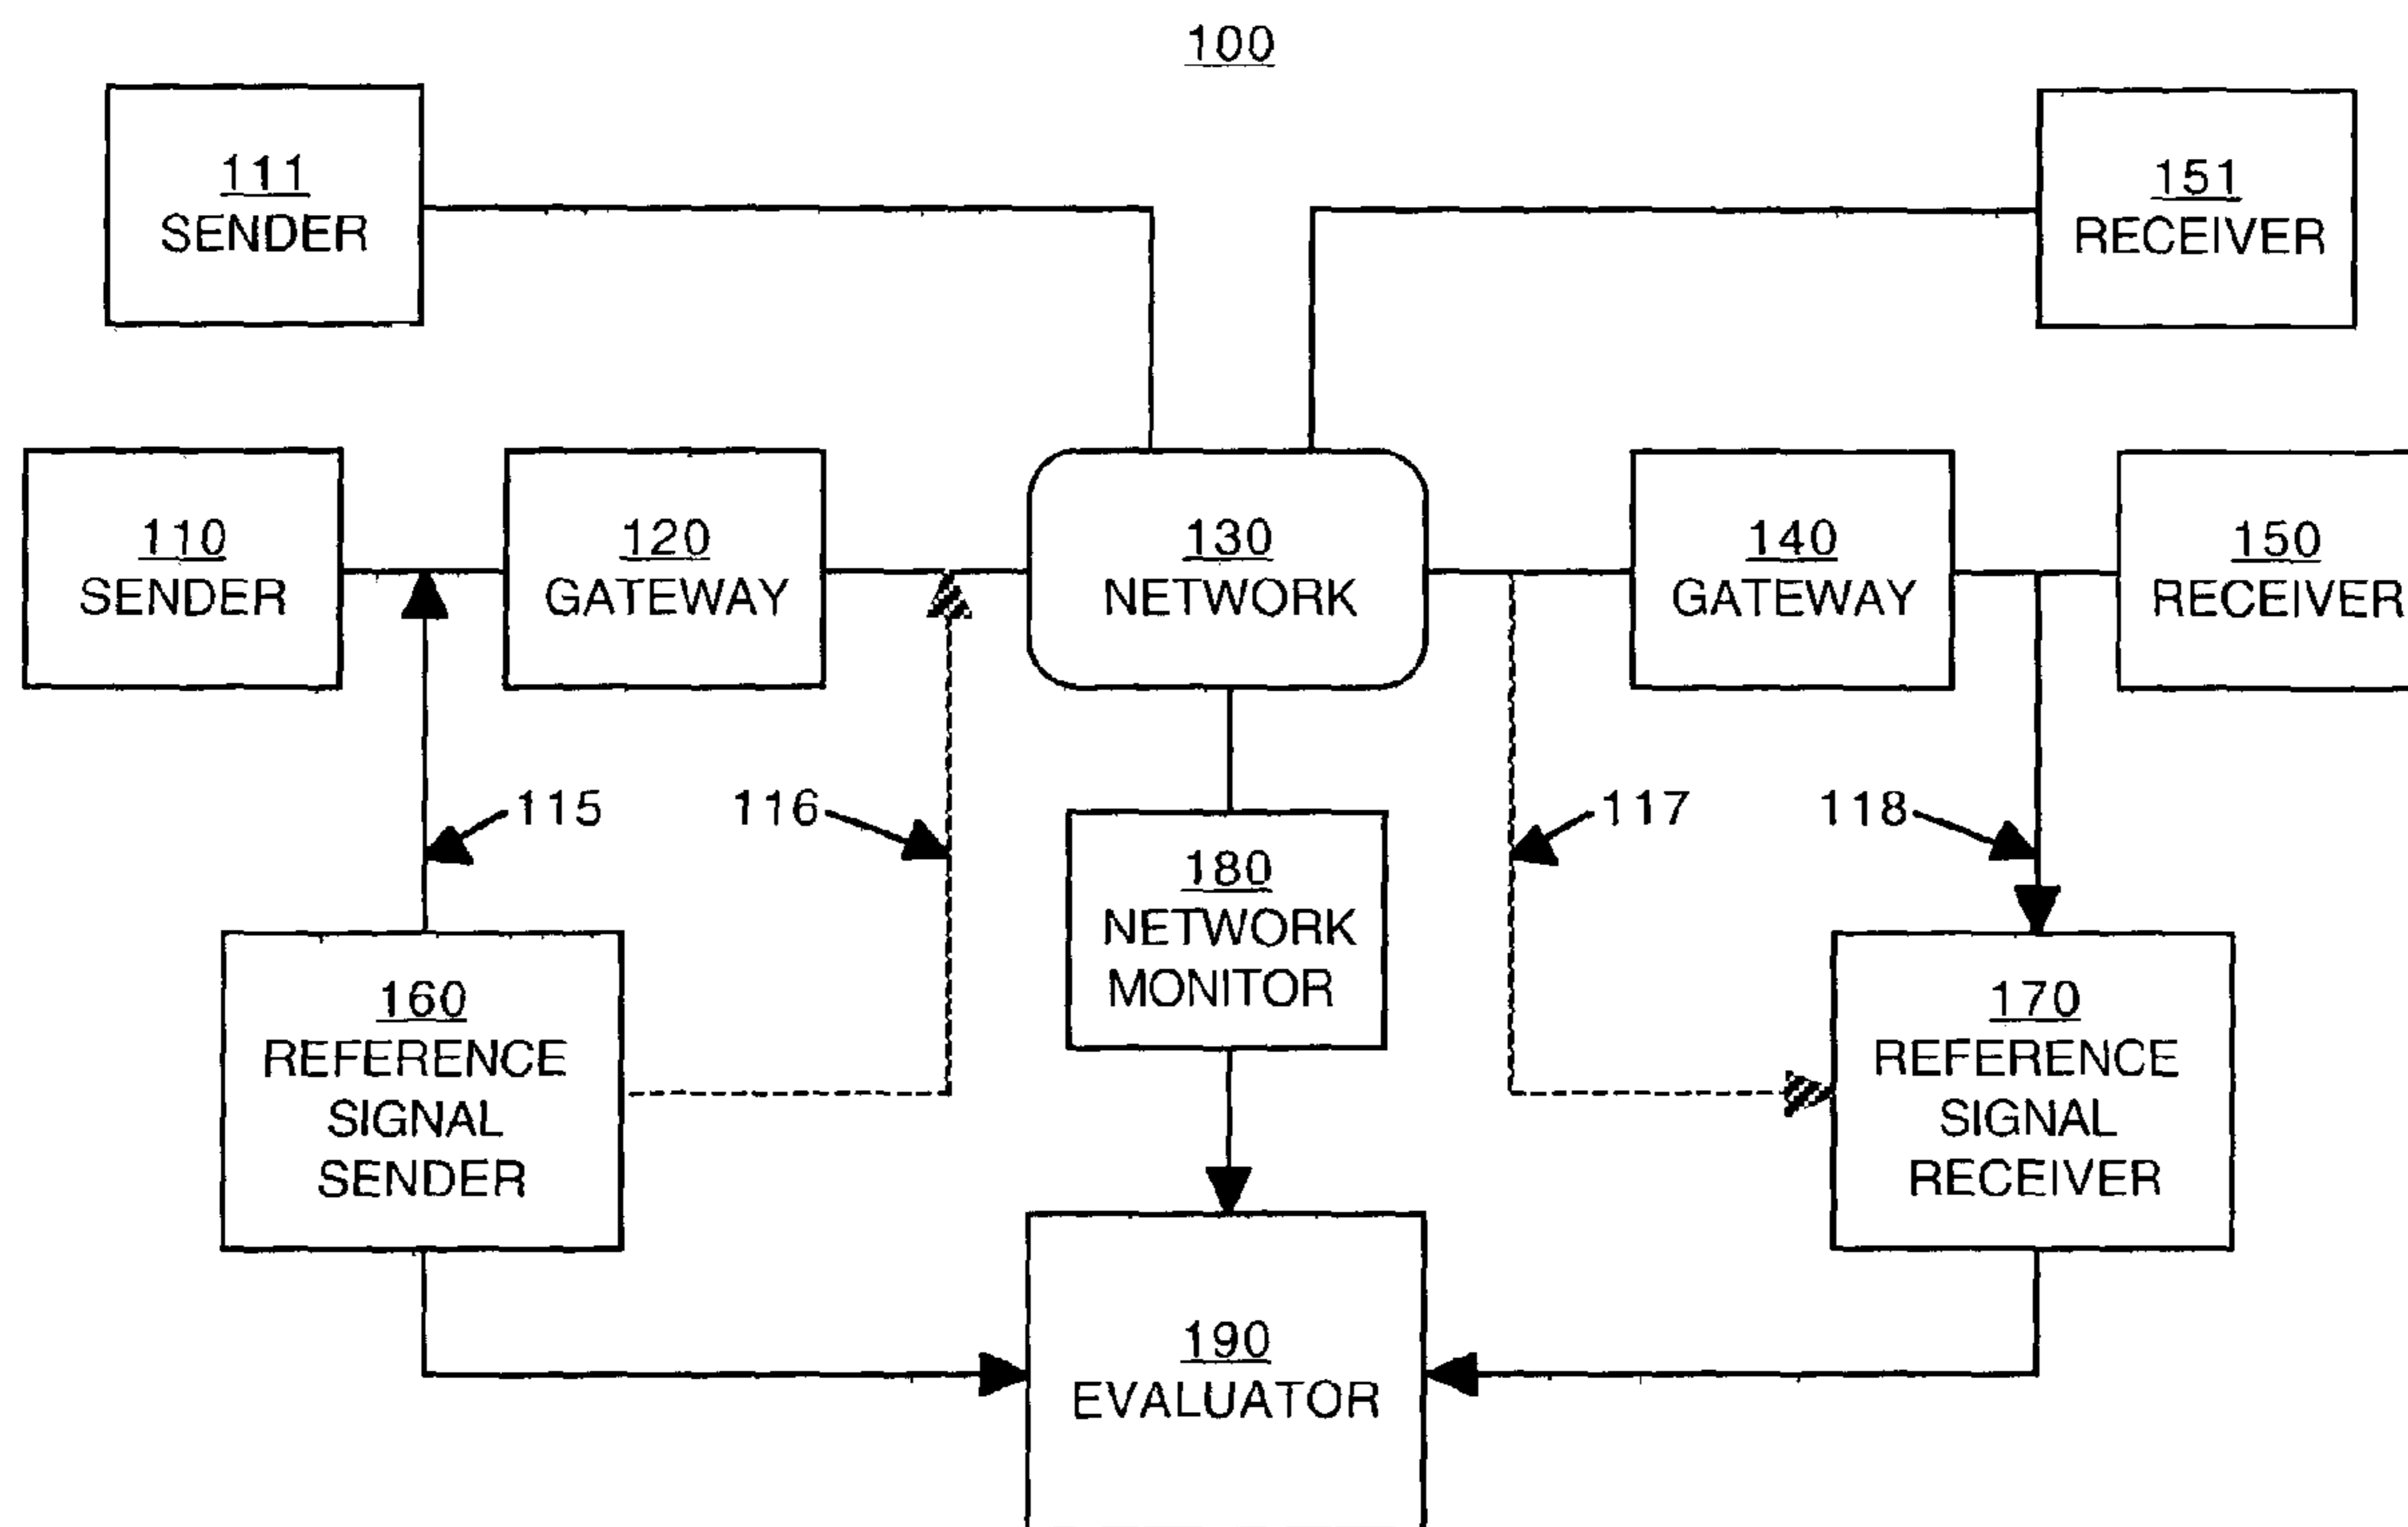 100
111
SENDER
151
RECEIVER
110
SENDER
120
GATEWAY
130
NETWORK
140
GATEWAY
150
RECEIVER
115
116
117
118
180
NETWORK
MONITOR
160
REFERENCE
SIGNAL
SENDER
170
REFERENCE
SIGNAL
RECEIVER
190
EVALUATOR